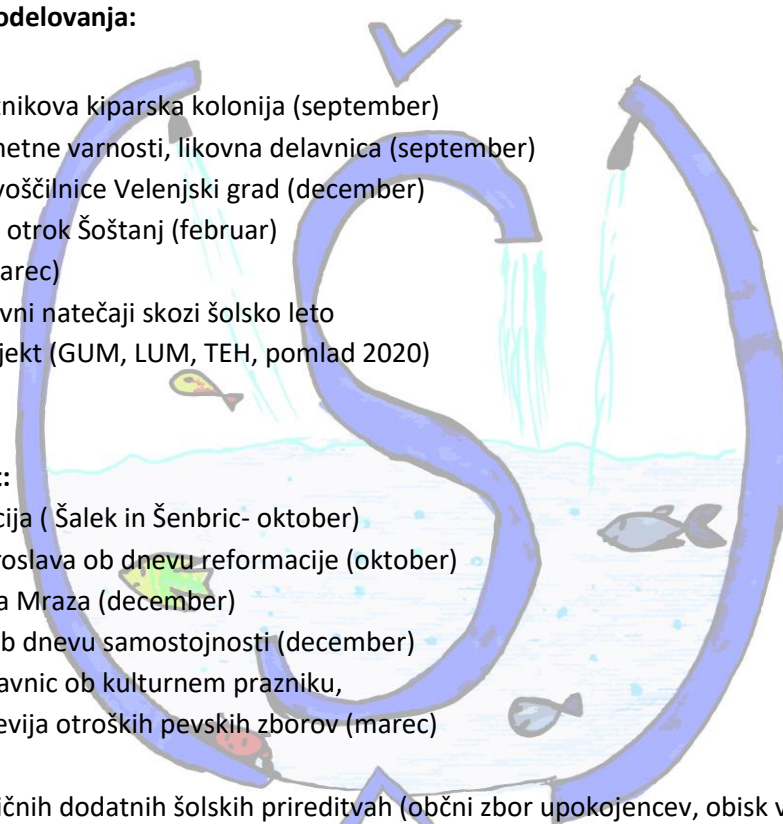 odelovanja:
tnikova kiparska kolonija (september)
netne varnosti, likovna delavnica (september)
voščilnice Velenjski grad (december)
otrok Šoštanj (februar)
arec)
vni natečaji skozi šolsko leto
jekt (GUM, LUM, TEH, pomlad 2020)
t:
cija ( Šalek in Šenbric- oktober)
roslava ob dnevu reformacije (oktober)
a Mraza (december)
b dnevu samostojnosti (december)
avnic ob kulturnem prazniku,
evija otroških pevskih zborov (marec)
ičnih dodatnih šolskih prireditvah (občni zbor upokojencev, obisk v